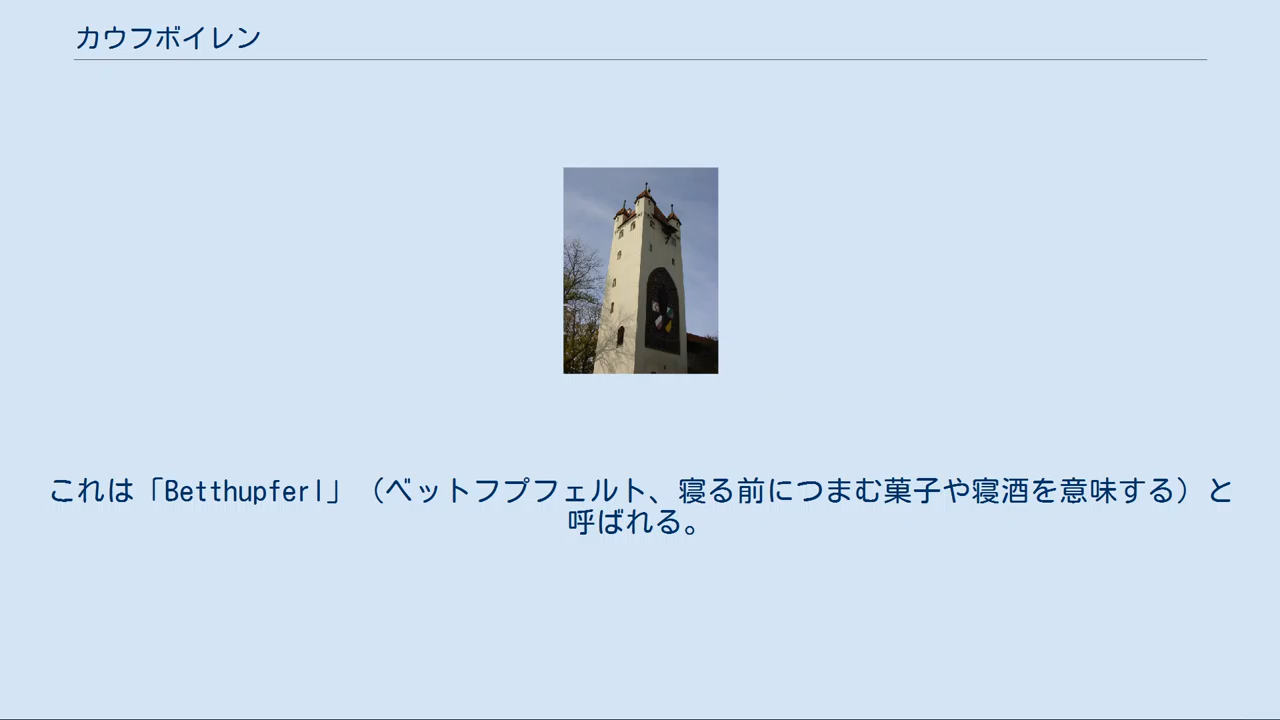 カウフボイレン
これは「Betthupferl」（ベットフプフェルト、寝る前につまむ菓子や寝酒を意味する）と
呼ばれる。